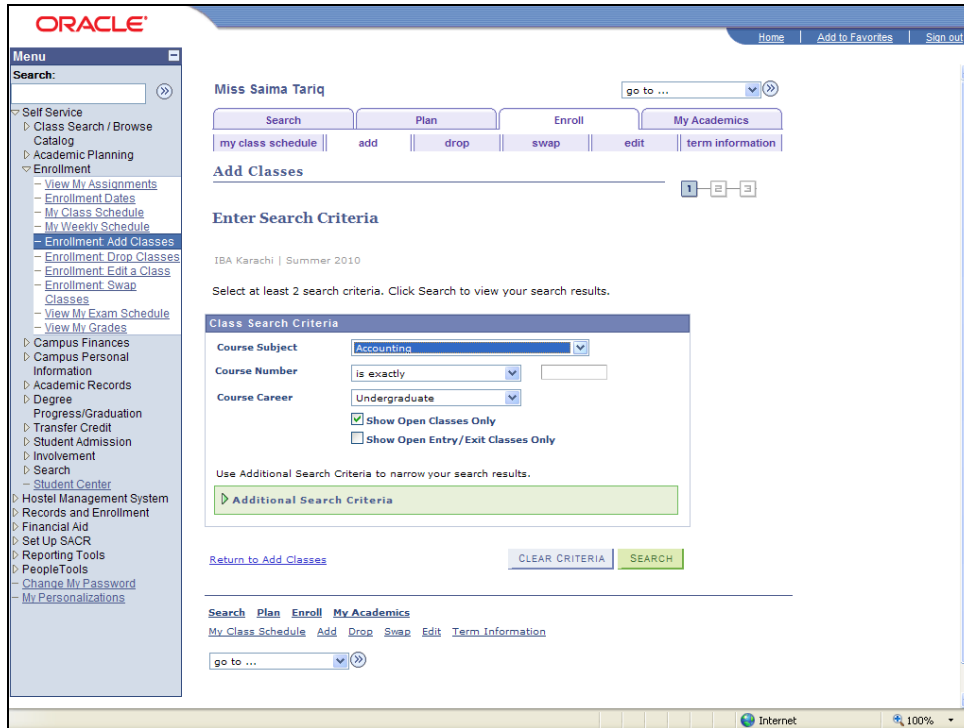 ORACLE'
Home | Add to Favorites | Sign out
Menu
Search:
Self Service
Class Search / Browse
Catalog
Academic Planning
Enrollment
– View My Assignments
– Enrollment Dates
– My Class Schedule
– My Weekly Schedule
– Enrollment: Add Classes
– Enrollment: Drop Classes
– Enrollment: Edit a Class
– Enrollment: Swap
Classes
– View My Exam Schedule
– View My Grades
Campus Finances
Campus Personal
Information
Academic Records
Degree
Progress/Graduation
Transfer Credit
Student Admission
Involvement
Search
– Student Center
Hostel Management System
Records and Enrollment
Financial Aid
Set Up SACR
Reporting Tools
PeopleTools
– Change My Password
– My Personalizations
Miss Saima Tariq
go to ...
Search Plan Enroll My Academics
my class schedule || add || drop || swap || edit || term information
Add Classes
1 2 3
Enter Search Criteria
IBA Karachi | Summer 2010
Select at least 2 search criteria. Click Search to view your search results.
Class Search Criteria
Course Subject Accounting
Course Number is exactly
Course Career Undergraduate
Show Open Classes Only
Show Open Entry/Exit Classes Only
Use Additional Search Criteria to narrow your search results.
Additional Search Criteria
Return to Add Classes CLEAR CRITERIA SEARCH
Search Plan Enroll My Academics
My Class Schedule Add Drop Swap Edit Term Information
go to ...
Internet 100%